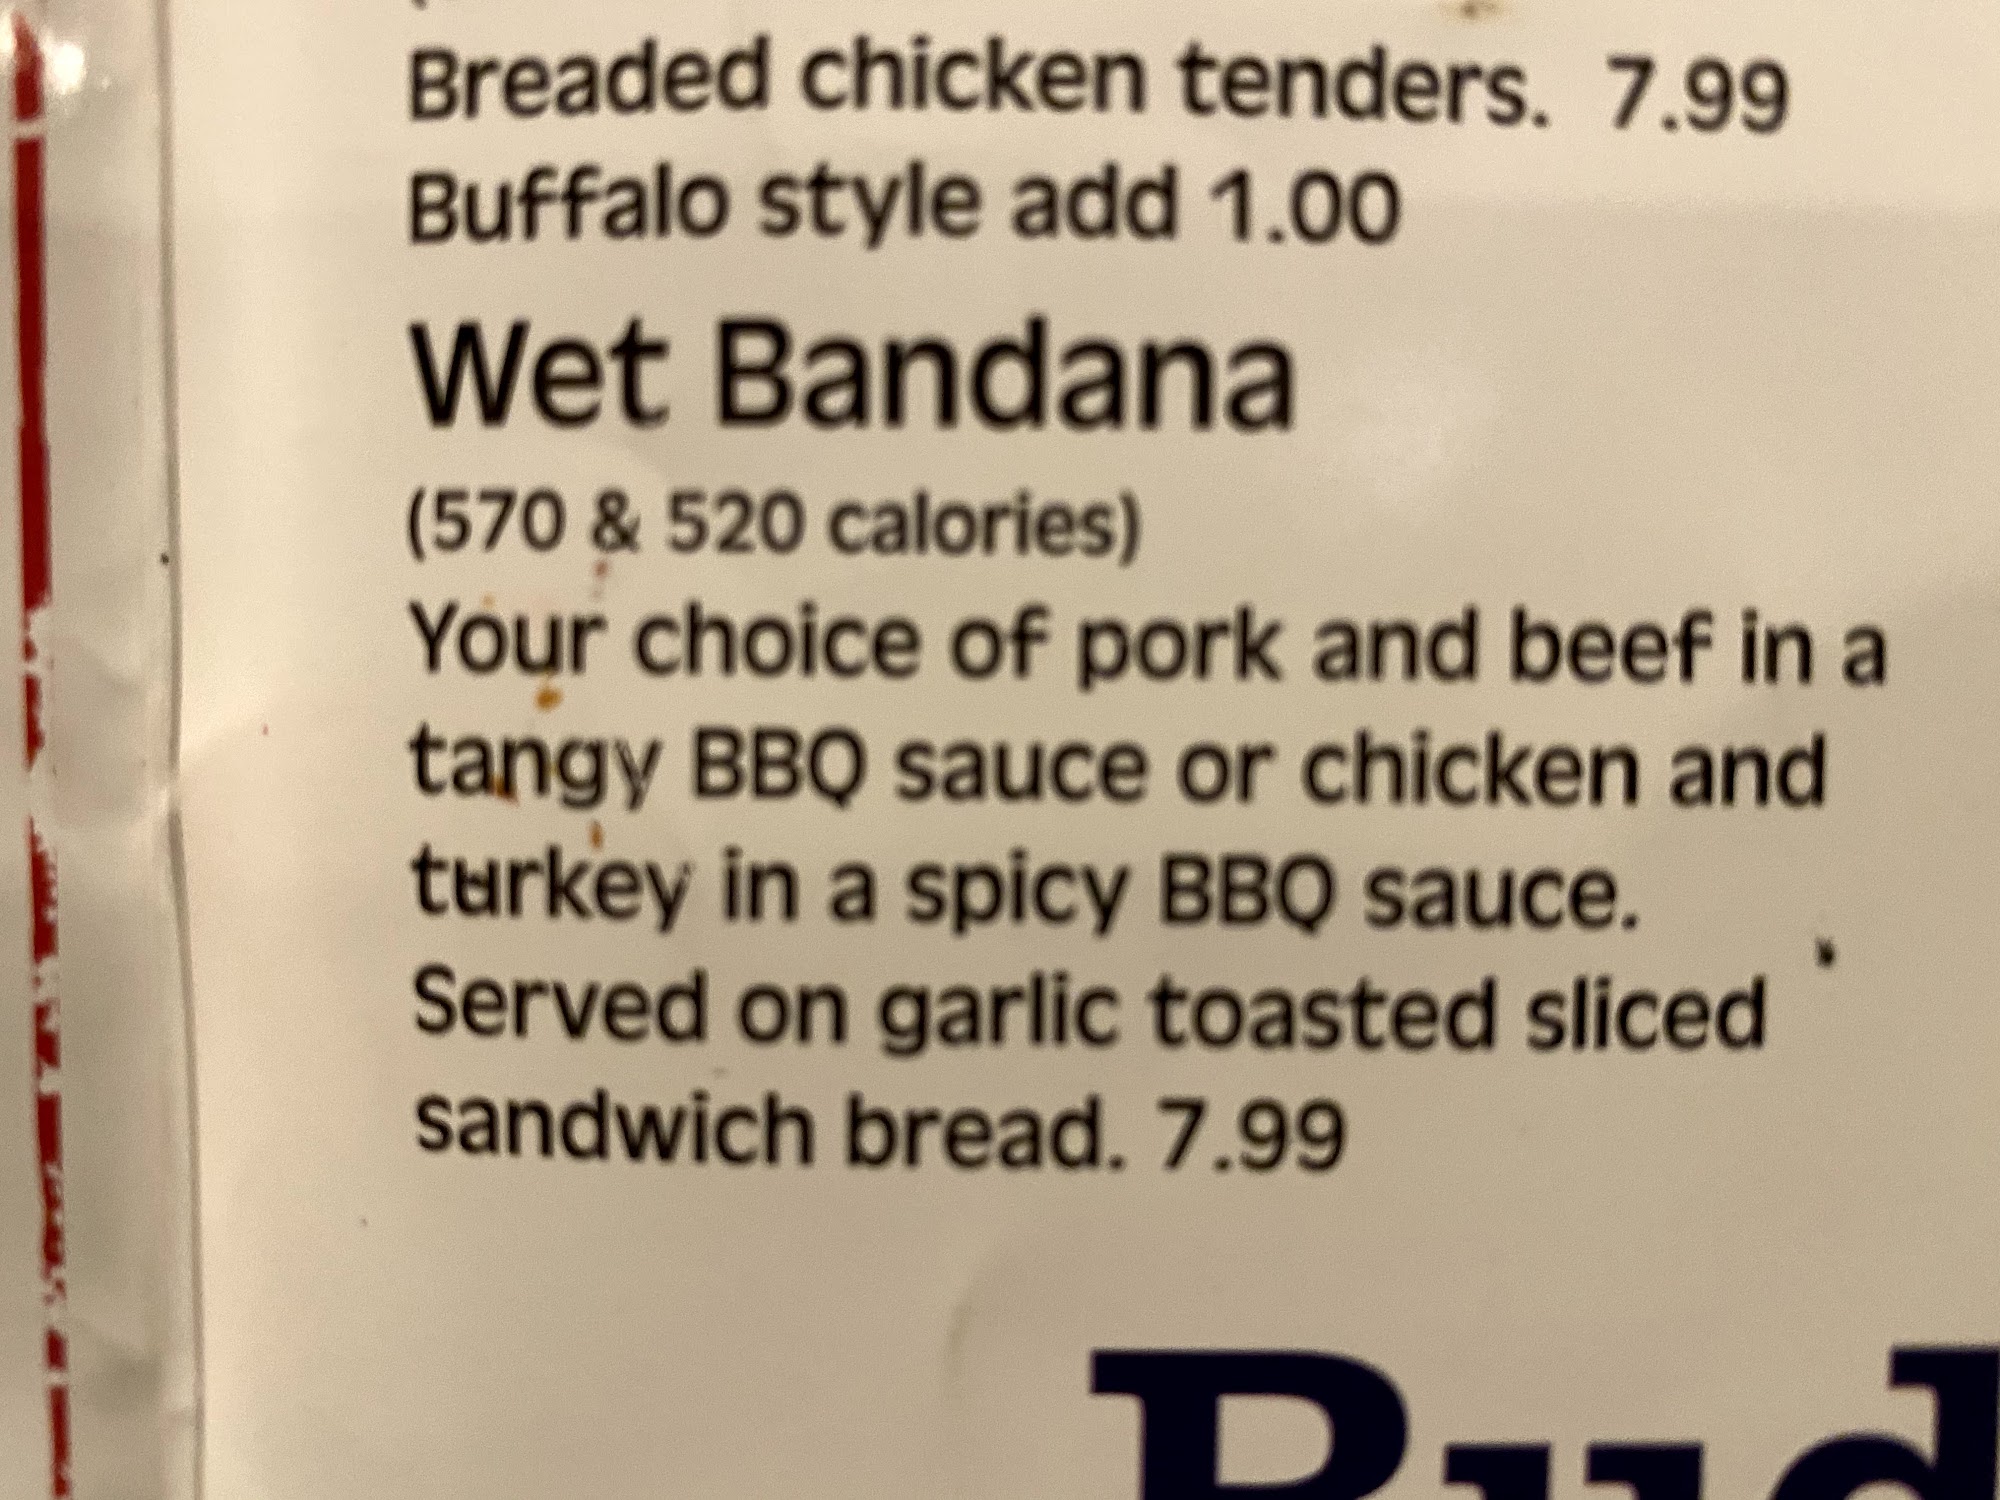 Breaded chicken tenders. 7.99
Buffalo style add 1.00
Wet Bandana
(570 & 520 calories)
Your choice of pork and beef in a
tangy BBQ sauce or chicken and
turkey in a spicy BBQ sauce.
Served on garlic toasted sliced
sandwich bread. 7.99